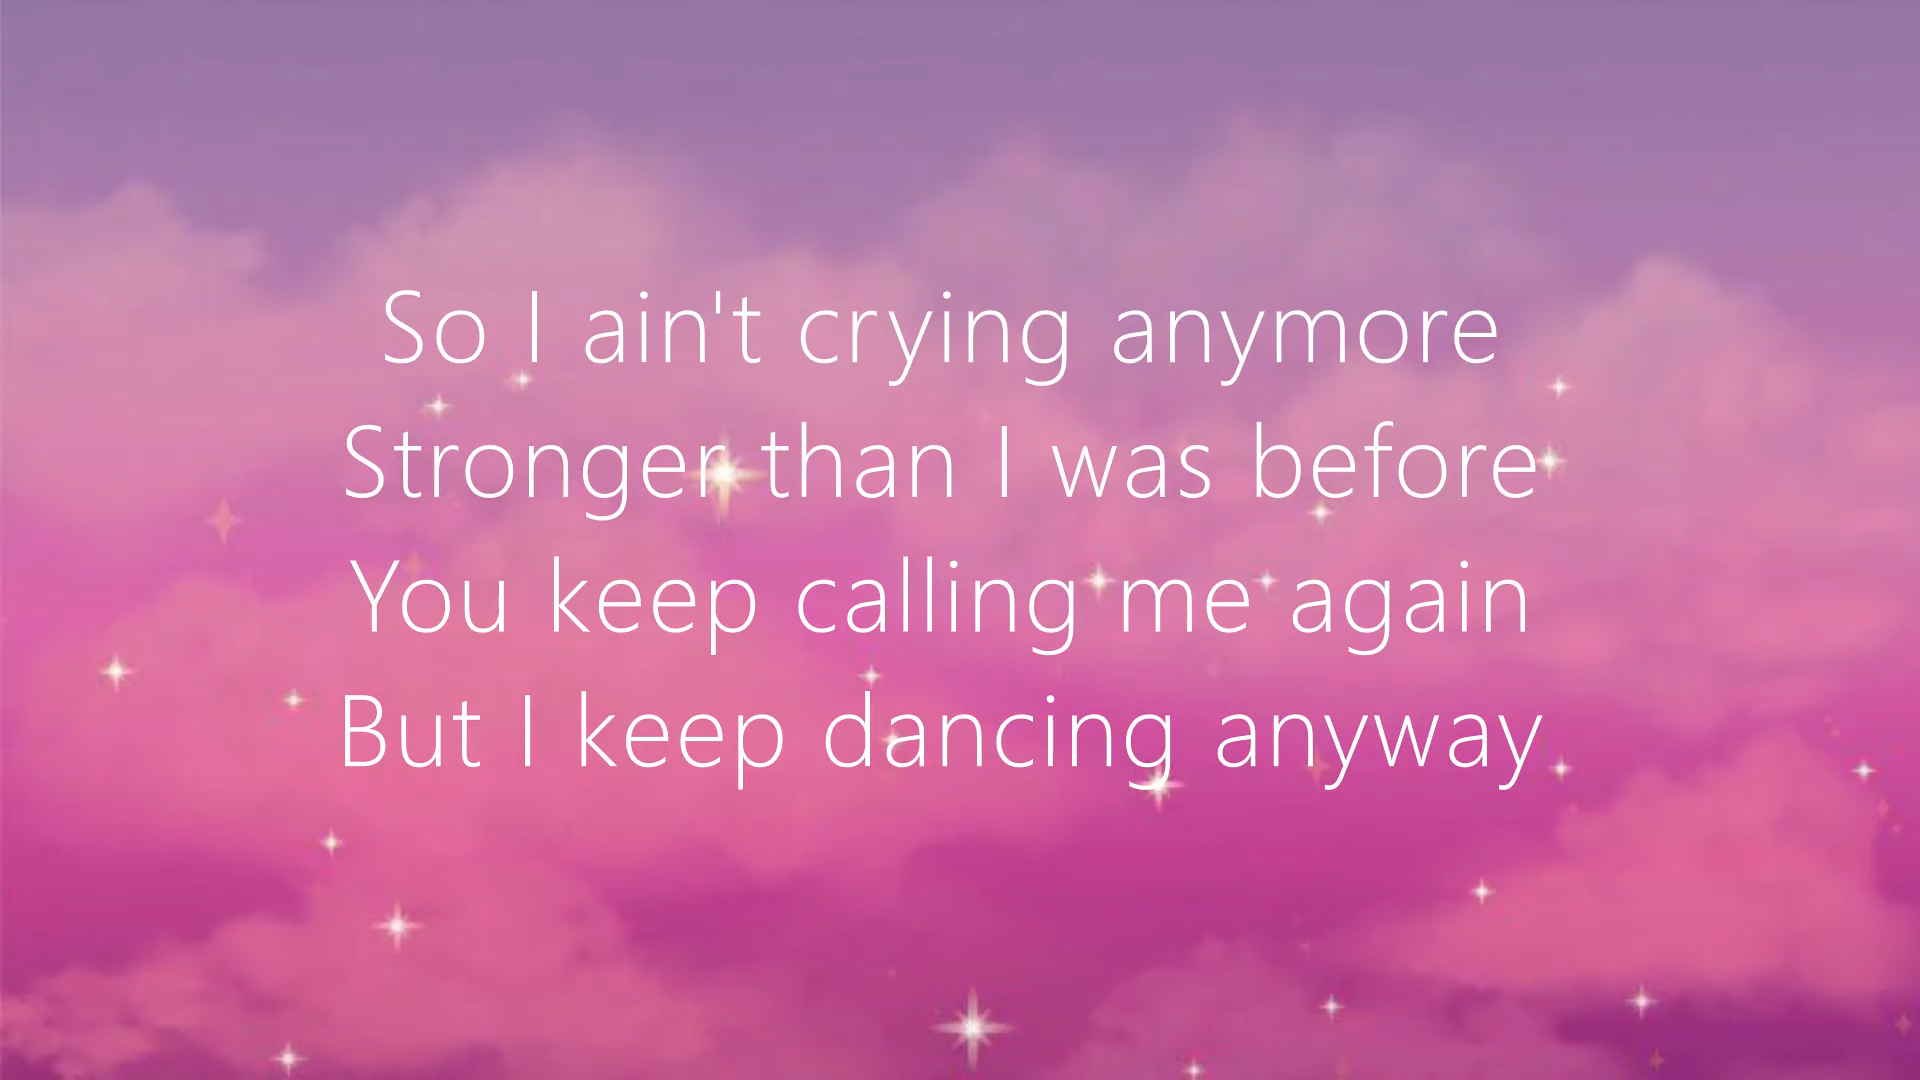 So I ain't crying anymore
Stronger than I was before
You keep calling me again
But I keep dancing anyway